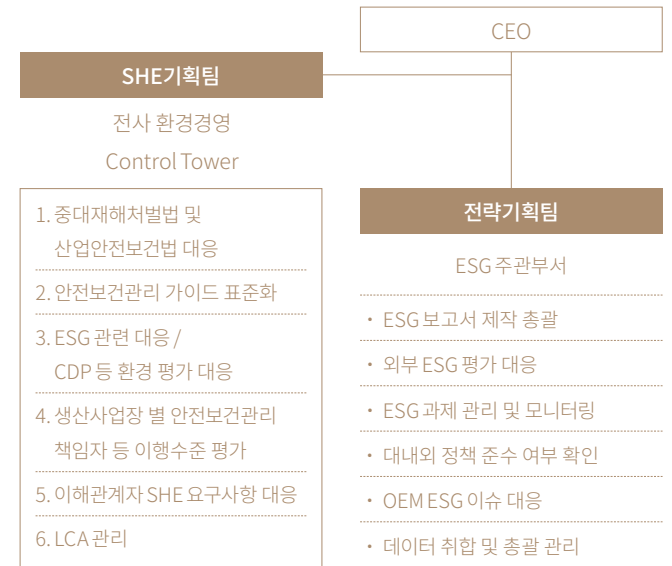 CEO
SHE기획팀
전사 환경경영
Control Tower
1. 중대재해처벌법 및
산업안전보건법 대응
2. 안전보건관리 가이드 표준화
3. ESG 관련 대응 /
CDP 등 환경 평가 대응
4. 생산사업장 별 안전보건관리
책임자 등 이행수준 평가
5. 이해관계자 SHE 요구사항 대응
6. LCA 관리
전략기획팀
ESG 주관부서
· ESG 보고서 제작 총괄
· 외부 ESG 평가 대응
· ESG 과제 관리 및 모니터링
· 대내외 정책 준수 여부 확인
· OEM ESG 이슈 대응
· 데이터 취합 및 총괄 관리